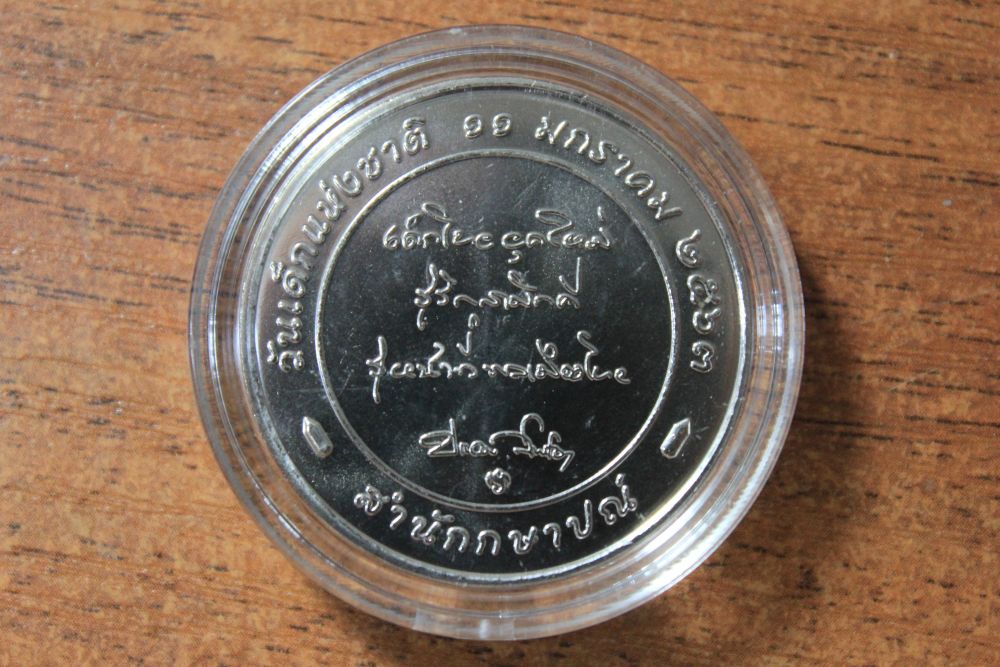 วันเด็กแห่งชาติ ๑๑ มกราคม ๒๕๖๓
เด็กไทย ยุคใหม่
รู้รักสามัคคี
รู้หน้าที่ พลเมืองไทย
สำนักกษาปณ์